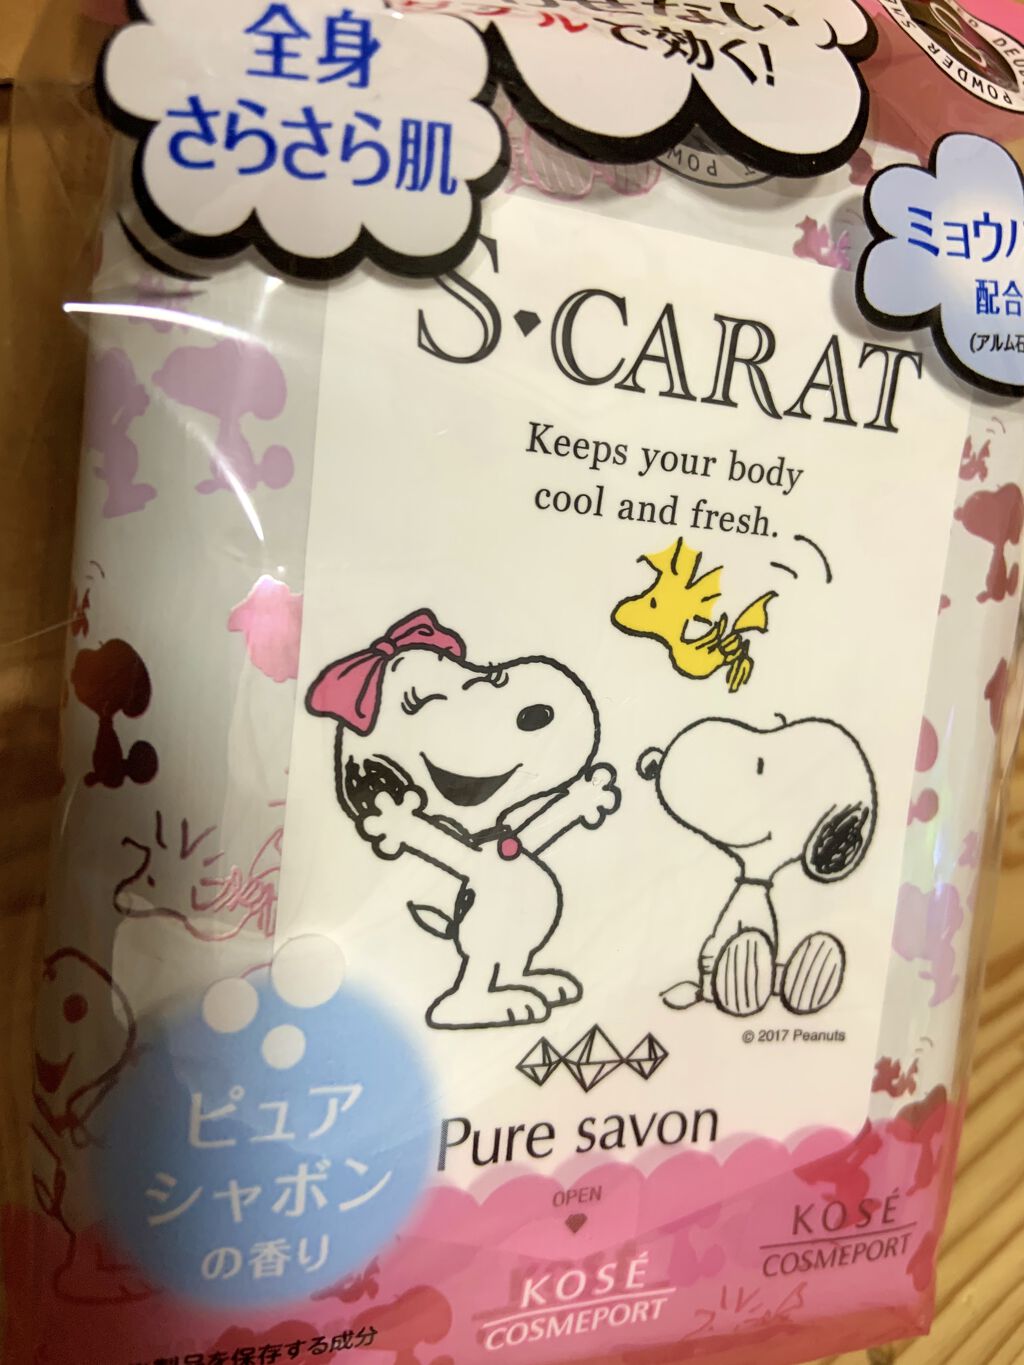 で効く!
全身
さらさら肌
ミョウバ
配合
(アルム石
S・CARAT
Keeps your body
cool and fresh.
© 2017 Peanuts
Pure savon
ピュア
シャボン
の香り
OPEN
KOSÉ
COSMEPORT
KOSÉ
COSMEPORT
製品を保存する成分